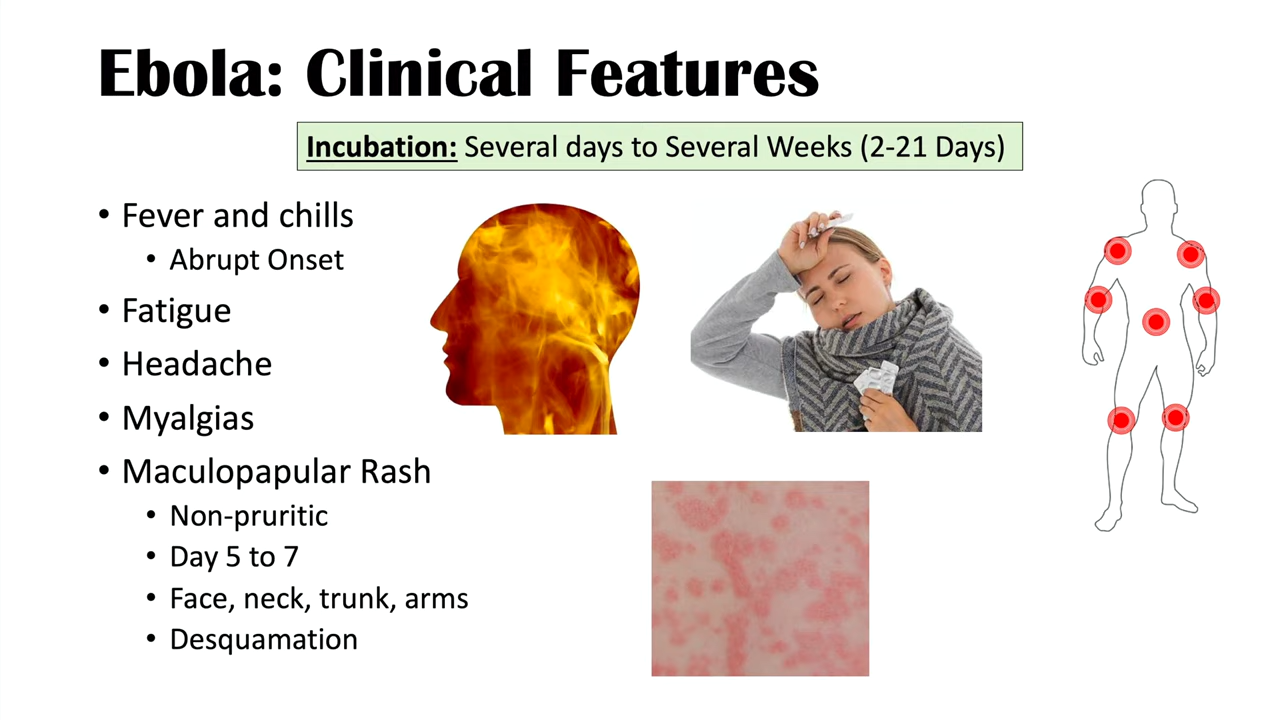 Ebola: Clinical Features
Incubation: Several days to Several Weeks (2-21 Days)
• Fever and chills
• Abrupt Onset
• Fatigue
• Headache
• Myalgias
• Maculopapular Rash
• Non-pruritic
• Day 5 to 7
• Face, neck, trunk, arms
• Desquamation